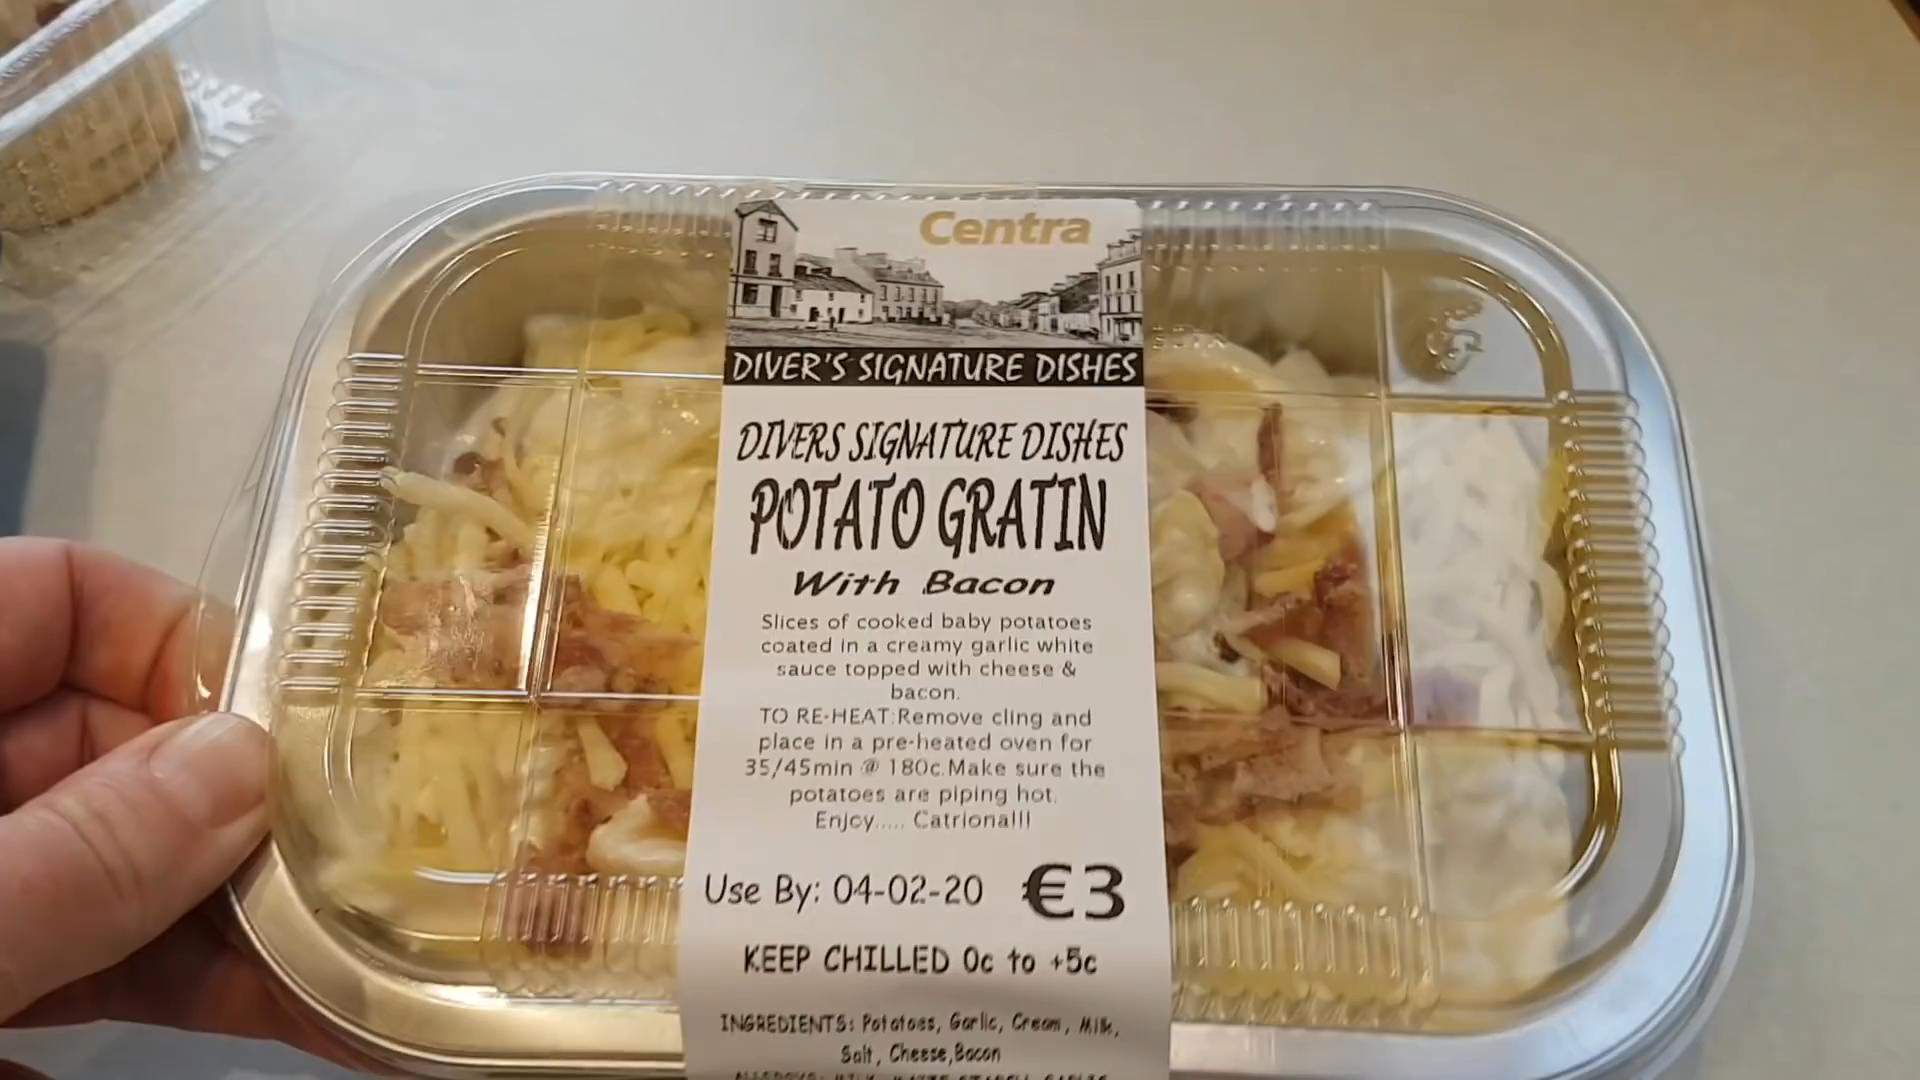 Centra
DIVER'S SIGNATURE DISHES
DIVERS SIGNATURE DISHES
POTATO GRATIN
With Bacon
Slices of cooked baby potatoes
coated in a creamy garlic white
sauce topped with cheese &
bacon.
TO RE-HEAT:Remove cling and
place in a pre-heated oven for
35/45min @ 180c.Make sure the
potatoes are piping hot.
Enjoy..... Catriona!!!
Use By: 04-02-20 €3
KEEP CHILLED 0c to +5c
INGREDIENTS: Potatoes, Garlic, Cream, Milk,
Salt, Cheese,Bacon